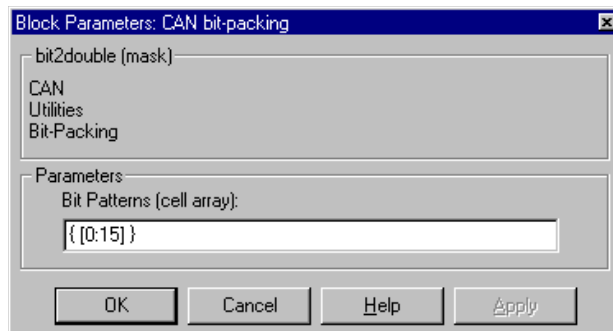 Block Parameters: CAN bit-packing
bit2double (mask)
CAN
Utilities
Bit-Packing
Parameters
Bit Patterns (cell array):
{ [0:15] }
OK Cancel Help Apply